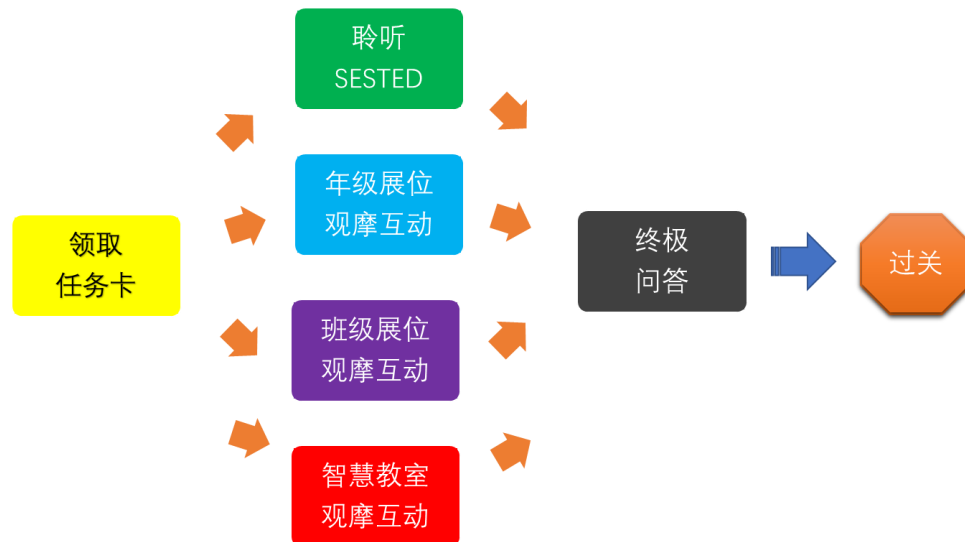 领取
任务卡
聆听
SESTED
年级展位
观摩互动
班级展位
观摩互动
智慧教室
观摩互动
终极
问答
过关